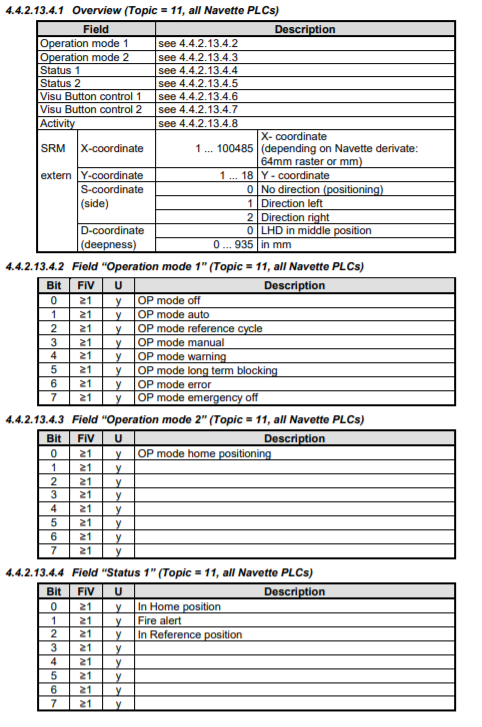 4.4.2.13.4.1 Overview (Topic = 11, all Navette PLCs)
Field Description
Operation mode 1 see 4.4.2.13.4.2
Operation mode 2 see 4.4.2.13.4.3
Status 1 see 4.4.2.13.4.4
Status 2 see 4.4.2.13.4.5
Visu Button control 1 see 4.4.2.13.4.6
Visu Button control 2 see 4.4.2.13.4.7
Activity see 4.4.2.13.4.8
SRM X-coordinate 1 ... 100485 X- coordinate
(depending on Navette derivate:
64mm raster or mm)
extern Y-coordinate 1 ... 18 Y - coordinate
S-coordinate 0 No direction (positioning)
(side) 1 Direction left
2 Direction right
D-coordinate 0 LHD in middle position
(deepness) 0 ... 935 in mm
4.4.2.13.4.2 Field “Operation mode 1” (Topic = 11, all Navette PLCs)
Bit FiV U Description
0 ≥1 y OP mode off
1 ≥1 y OP mode auto
2 ≥1 y OP mode reference cycle
3 ≥1 y OP mode manual
4 ≥1 y OP mode warning
5 ≥1 y OP mode long term blocking
6 ≥1 y OP mode error
7 ≥1 y OP mode emergency off
4.4.2.13.4.3 Field “Operation mode 2” (Topic = 11, all Navette PLCs)
Bit FiV U Description
0 ≥1 y OP mode home positioning
1 ≥1 y
2 ≥1 y
3 ≥1 y
4 ≥1 y
5 ≥1 y
6 ≥1 y
7 ≥1 y
4.4.2.13.4.4 Field “Status 1” (Topic = 11, all Navette PLCs)
Bit FiV U Description
0 ≥1 y In Home position
1 ≥1 y Fire alert
2 ≥1 y In Reference position
3 ≥1 y
4 ≥1 y
5 ≥1 y
6 ≥1 y
7 ≥1 y